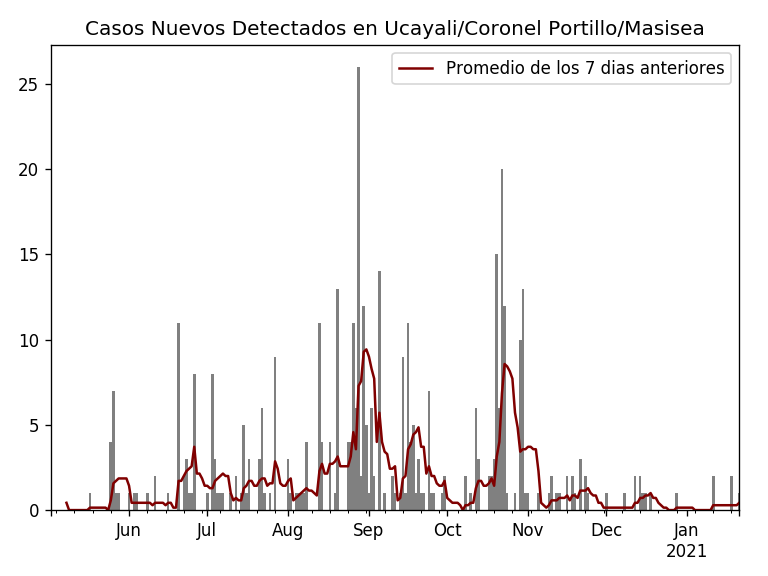 Casos Nuevos Detectados en Ucayali/Coronel Portillo/Masisea
Promedio de los 7 dias anteriores
25
20
15
10
5
0
Jun Jul Aug Sep Oct Nov Dec Jan
2021